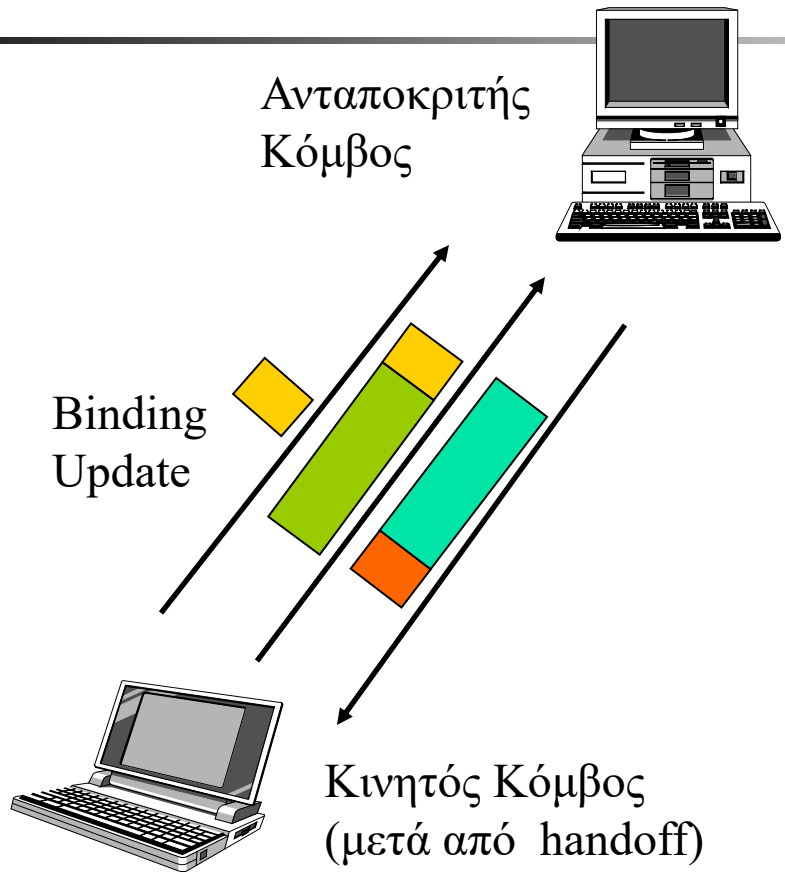 Ανταποκριτής
Κόμβος
Binding
Update
Κινητός Κόμβος
(μετά από handoff)